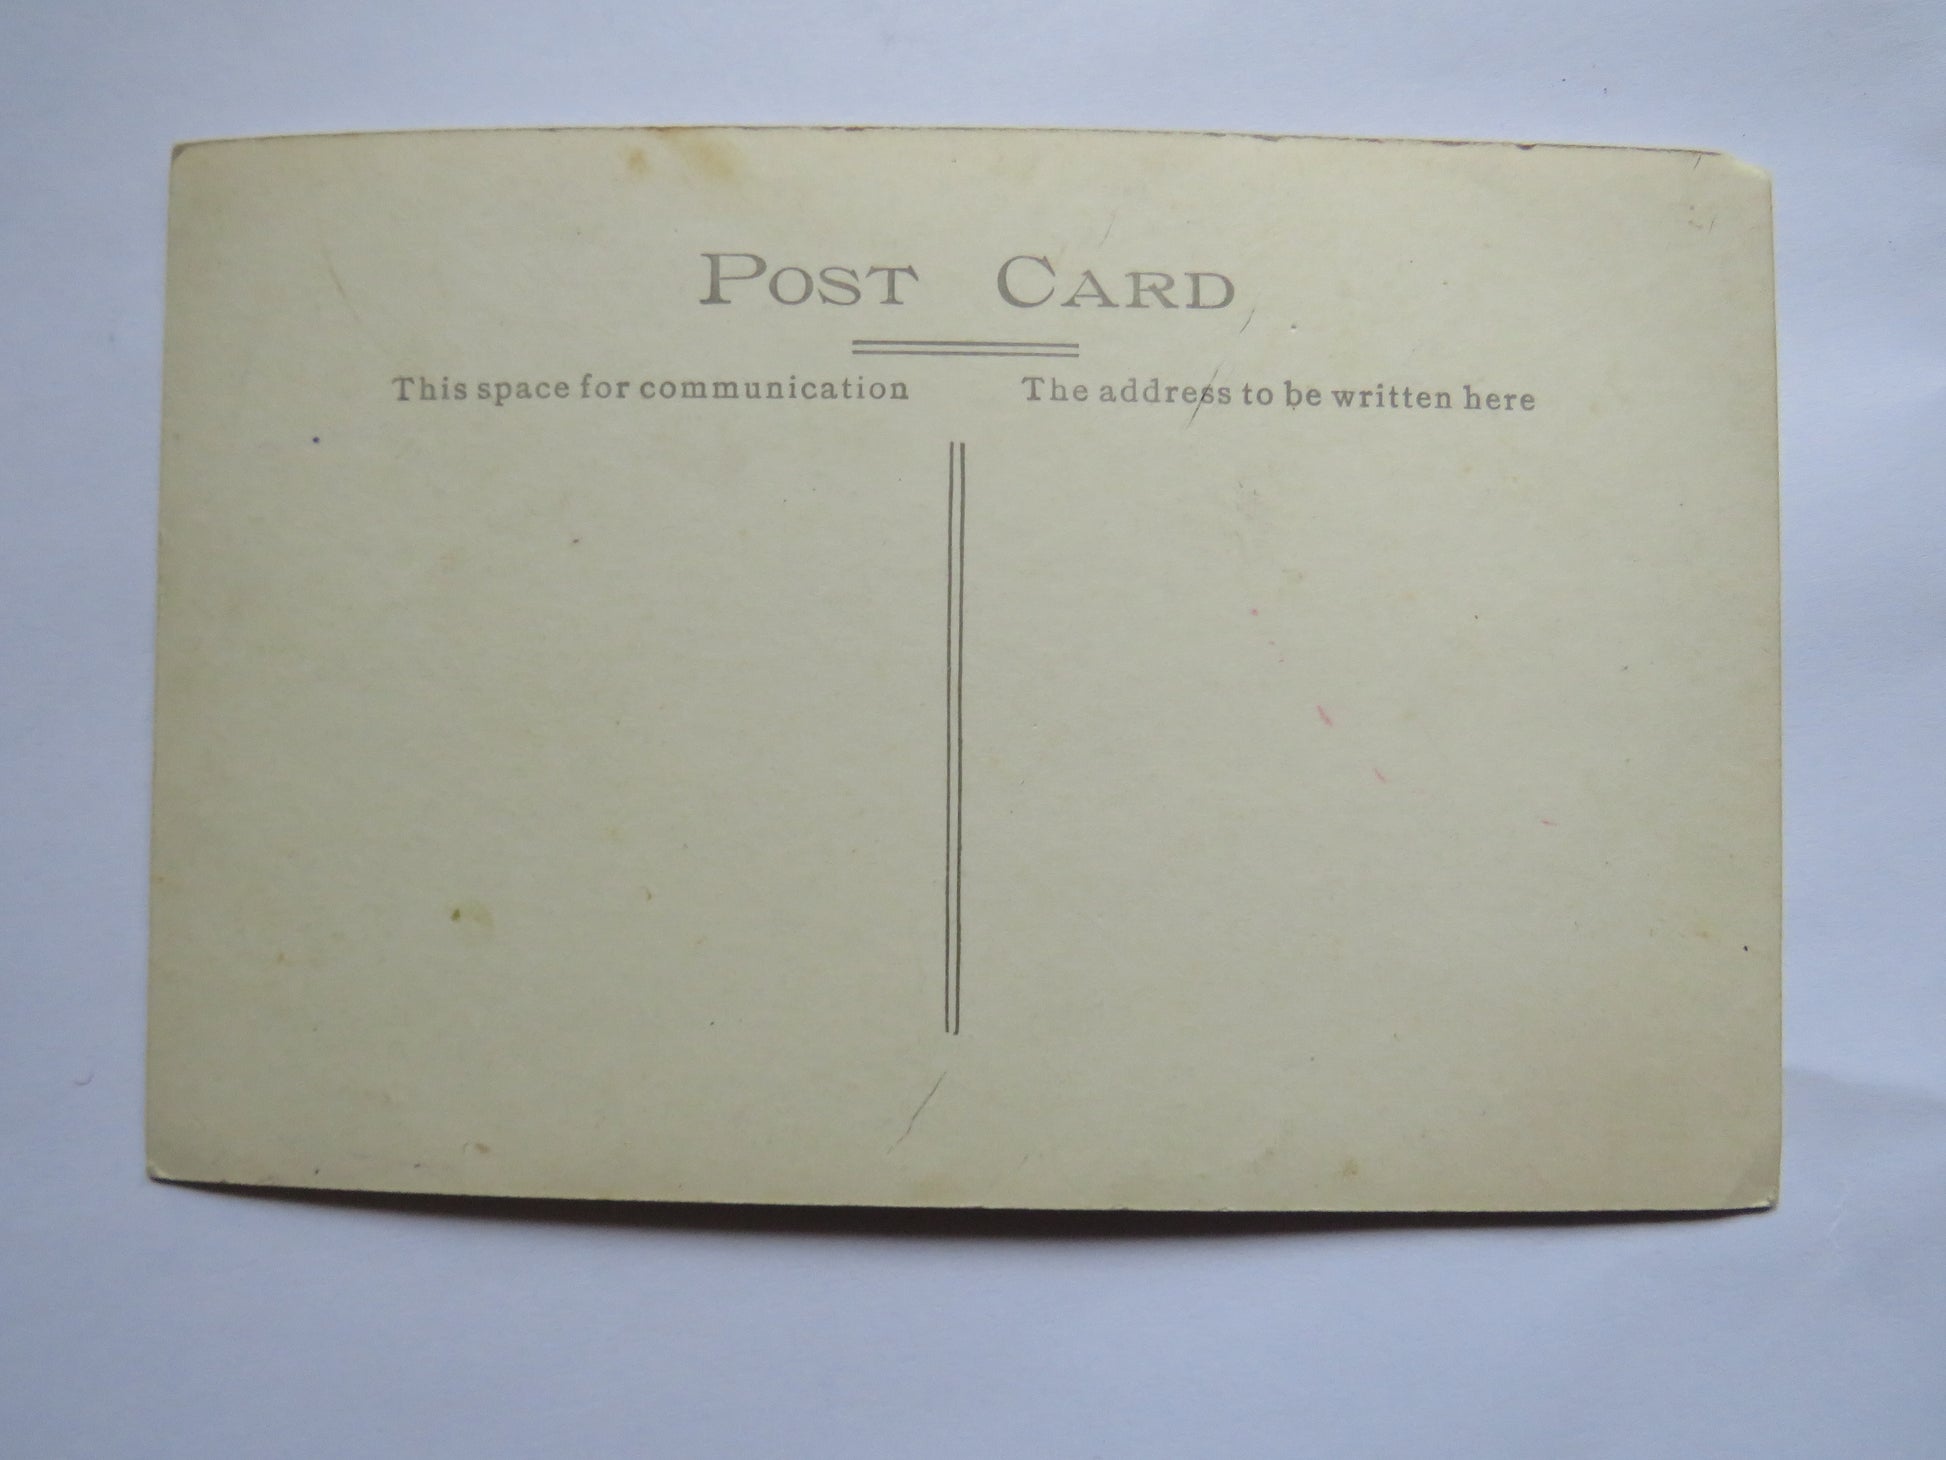 POST CARD
This space for communication
The address to be written here